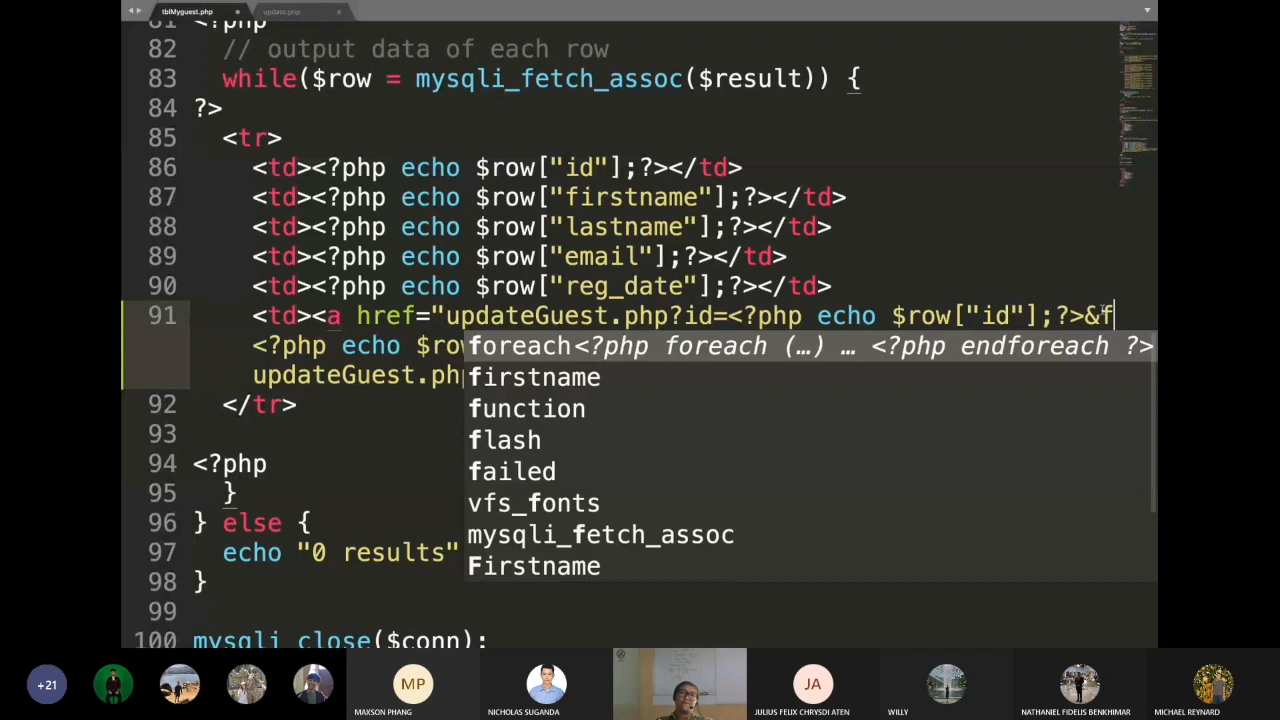 tblMyguest.php
update.php
81 <?php
82 // output data of each row
83 while($row = mysqli_fetch_assoc($result)) {
84 ?>
85 <tr>
86 <td><?php echo $row["id"];?></td>
87 <td><?php echo $row["firstname"];?></td>
88 <td><?php echo $row["lastname"];?></td>
89 <td><?php echo $row["email"];?></td>
90 <td><?php echo $row["reg_date"];?></td>
91 <td><a href="updateGuest.php?id=<?php echo $row["id"];?>&f
<?php echo $row
updateGuest.php
foreach <?php foreach (…) … <?php endforeach ?>
firstname
function
flash
failed
vfs_fonts
mysqli_fetch_assoc
Firstname
92 </tr>
93
94 <?php
95 }
96 } else {
97 echo "0 results"
98 }
99
100 mysqli_close($conn);
+21
MP
MAXSON PHANG
NICHOLAS SUGANDA
JA
JULIUS FELIX CHRYSDI ATEN
WILLY
NATHANIEL FIDELIS BENKHIMAR
MICHAEL REYNARD